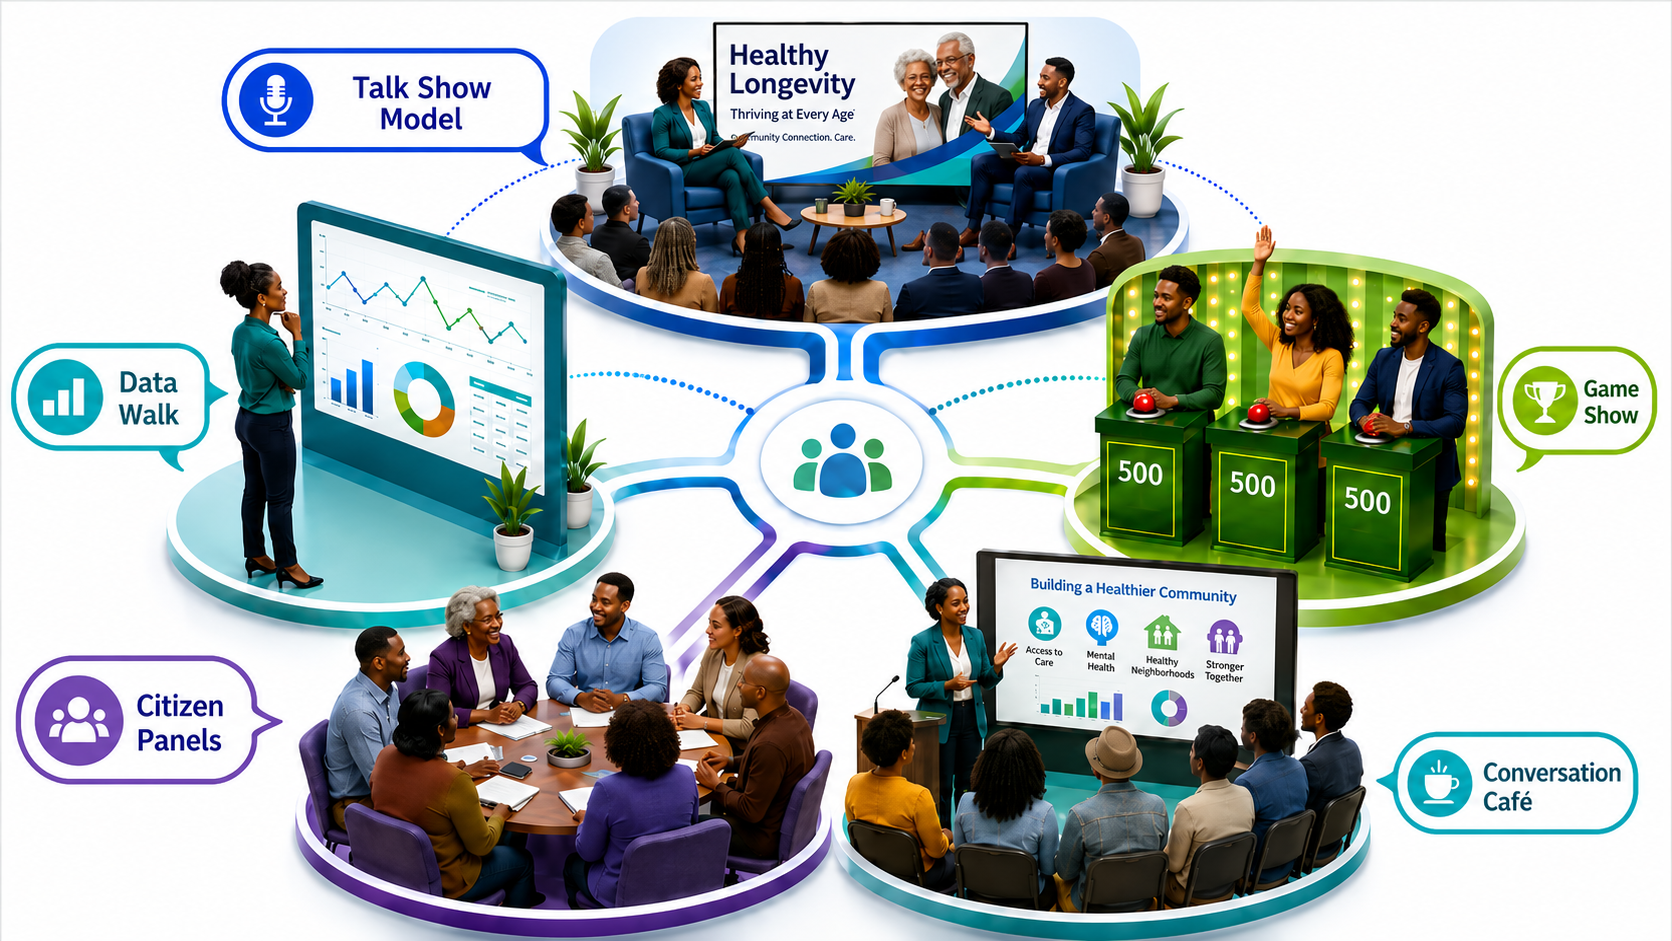 Talk Show
Model
Healthy
Longevity
Thriving at Every Age
Connection. Care.
Data
Walk
Game
Show
500
500
500
Citizen
Panels
Building a Healthier Community
Access to
Care
Mental
Health
Healthy
Neighborhoods
Stronger
Together
Conversation
Café